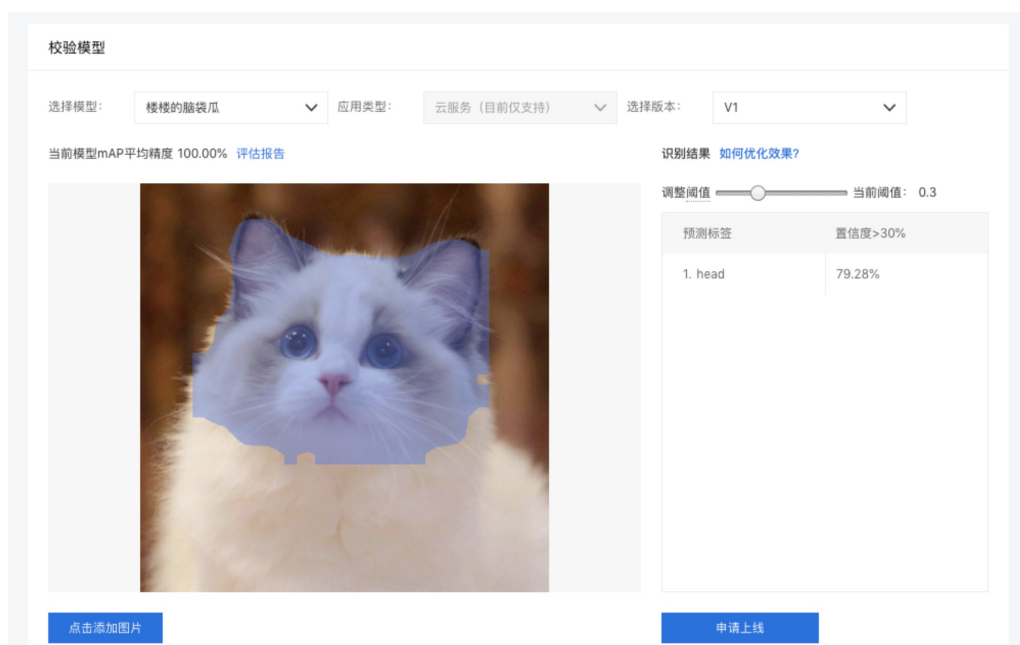 校验模型
选择模型： 楼楼的脑袋瓜 应用类型： 云服务（目前仅支持） 选择版本： V1
当前模型mAP平均精度 100.00% 评估报告
识别结果 如何优化效果?
调整阈值 当前阈值： 0.3
预测标签 置信度>30%
1. head 79.28%
点击添加图片
申请上线